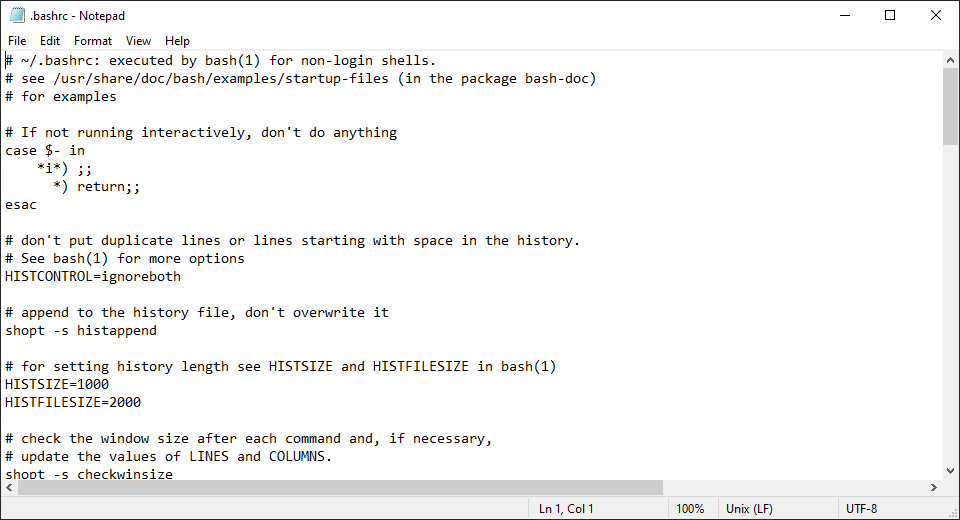 .bashrc - Notepad
File Edit Format View Help
# ~/.bashrc: executed by bash(1) for non-login shells.
# see /usr/share/doc/bash/examples/startup-files (in the package bash-doc)
# for examples

# If not running interactively, don't do anything
case $- in
    *i*) ;;
      *) return;;
esac

# don't put duplicate lines or lines starting with space in the history.
# See bash(1) for more options
HISTCONTROL=ignoreboth

# append to the history file, don't overwrite it
shopt -s histappend

# for setting history length see HISTSIZE and HISTFILESIZE in bash(1)
HISTSIZE=1000
HISTFILESIZE=2000

# check the window size after each command and, if necessary,
# update the values of LINES and COLUMNS.
shopt -s checkwinsize
Ln 1, Col 1 100% Unix (LF) UTF-8